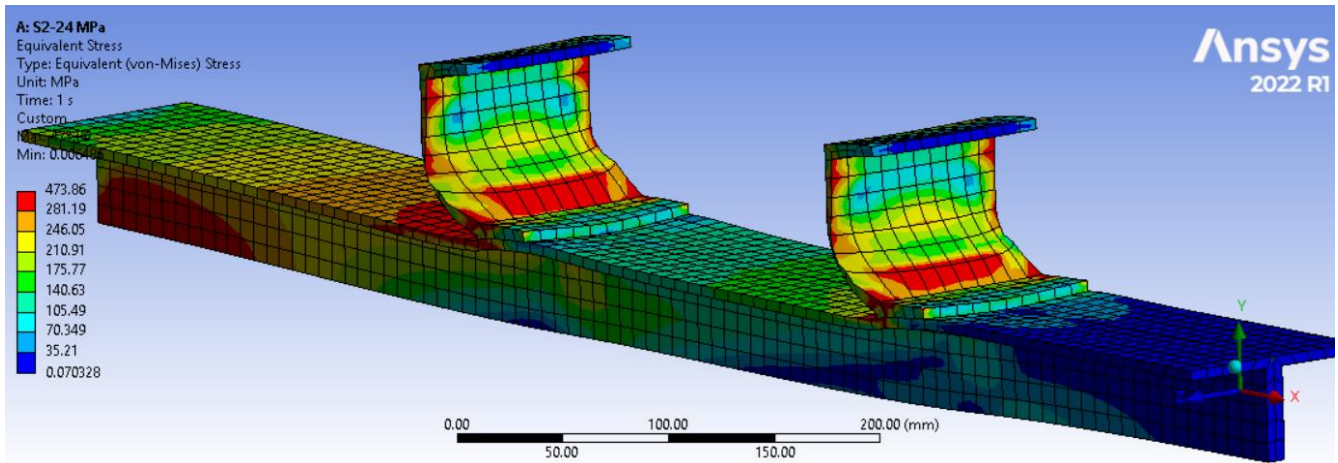 A: S2-24 MPa
Equivalent Stress
Type: Equivalent (von-Mises) Stress
Unit: MPa
Time: 1 s
Custom
Min:
473.86
281.19
246.05
210.91
175.77
140.63
105.49
70.349
35.21
0.070328
Ansys
2022 R1
0.00
100.00
200.00 (mm)
50.00
150.00
Y
X